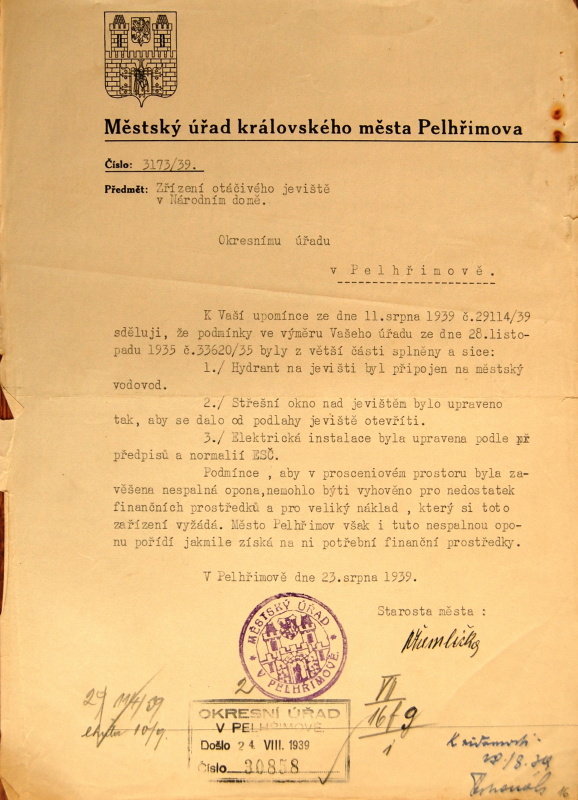 Městský úřad královského města Pelhřimova
Číslo: 3173/39.
Předmět: Zřízení otáčivého jeviště
v Národním domě.
Okresnímu úřadu
v Pelhřimově.
K Vaší upomínce ze dne 11.srpna 1939 č.29114/39
sděluji, že podmínky ve výměru Vašeho úřadu ze dne 28.listo-
padu 1935 č.33620/35 byly z větší části splněny a sice:
1./ Hydrant na jevišti byl připojen na městský
vodovod.
2./ Střešní okno nad jevištěm bylo upraveno
tak, aby se dalo od podlahy jeviště otevříti.
3./ Elektrická instalace byla upravena podle
předpisů a normalií ESČ.
Podmínce , aby v prosceniovém prostoru byla za-
věšena nespalná opona,nemohlo býti vyhověno pro nedostatek
finančních prostředků a pro veliký náklad , který si toto
zařízení vyžádá. Město Pelhřimov však i tuto nespalnou opo-
nu pořídí jakmile získá na ni potřební finanční prostředky.
V Pelhřimově dne 23.srpna 1939.
Starosta města :
MĚSTSKÝ ÚŘAD
V PELHŘIMOVĚ.
OKRESNÍ ÚŘAD
V PELHŘIMOVĚ.
Došlo 24 VIII. 1939
Číslo 30858
VII